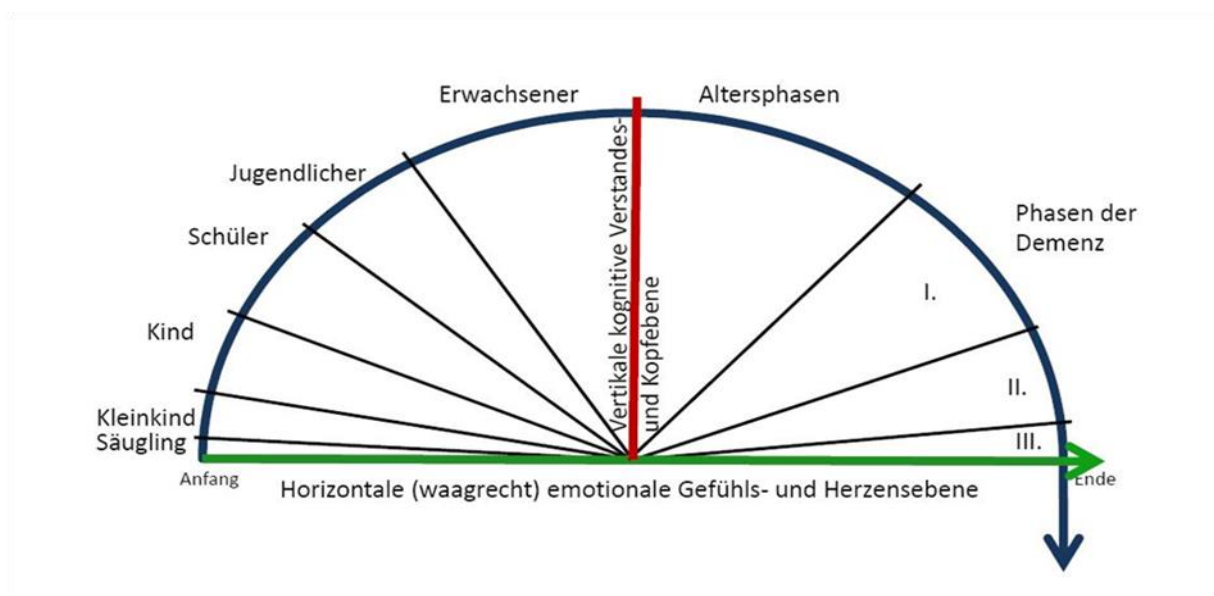 Erwachsener
Altersphasen
Jugendlicher
Schüler
Kind
Kleinkind
Säugling
Anfang
Vertikale kognitive Verstandes-
und Kopfebene
Phasen der
Demenz
I.
II.
III.
Ende
Horizontale (waagrecht) emotionale Gefühls- und Herzensebene